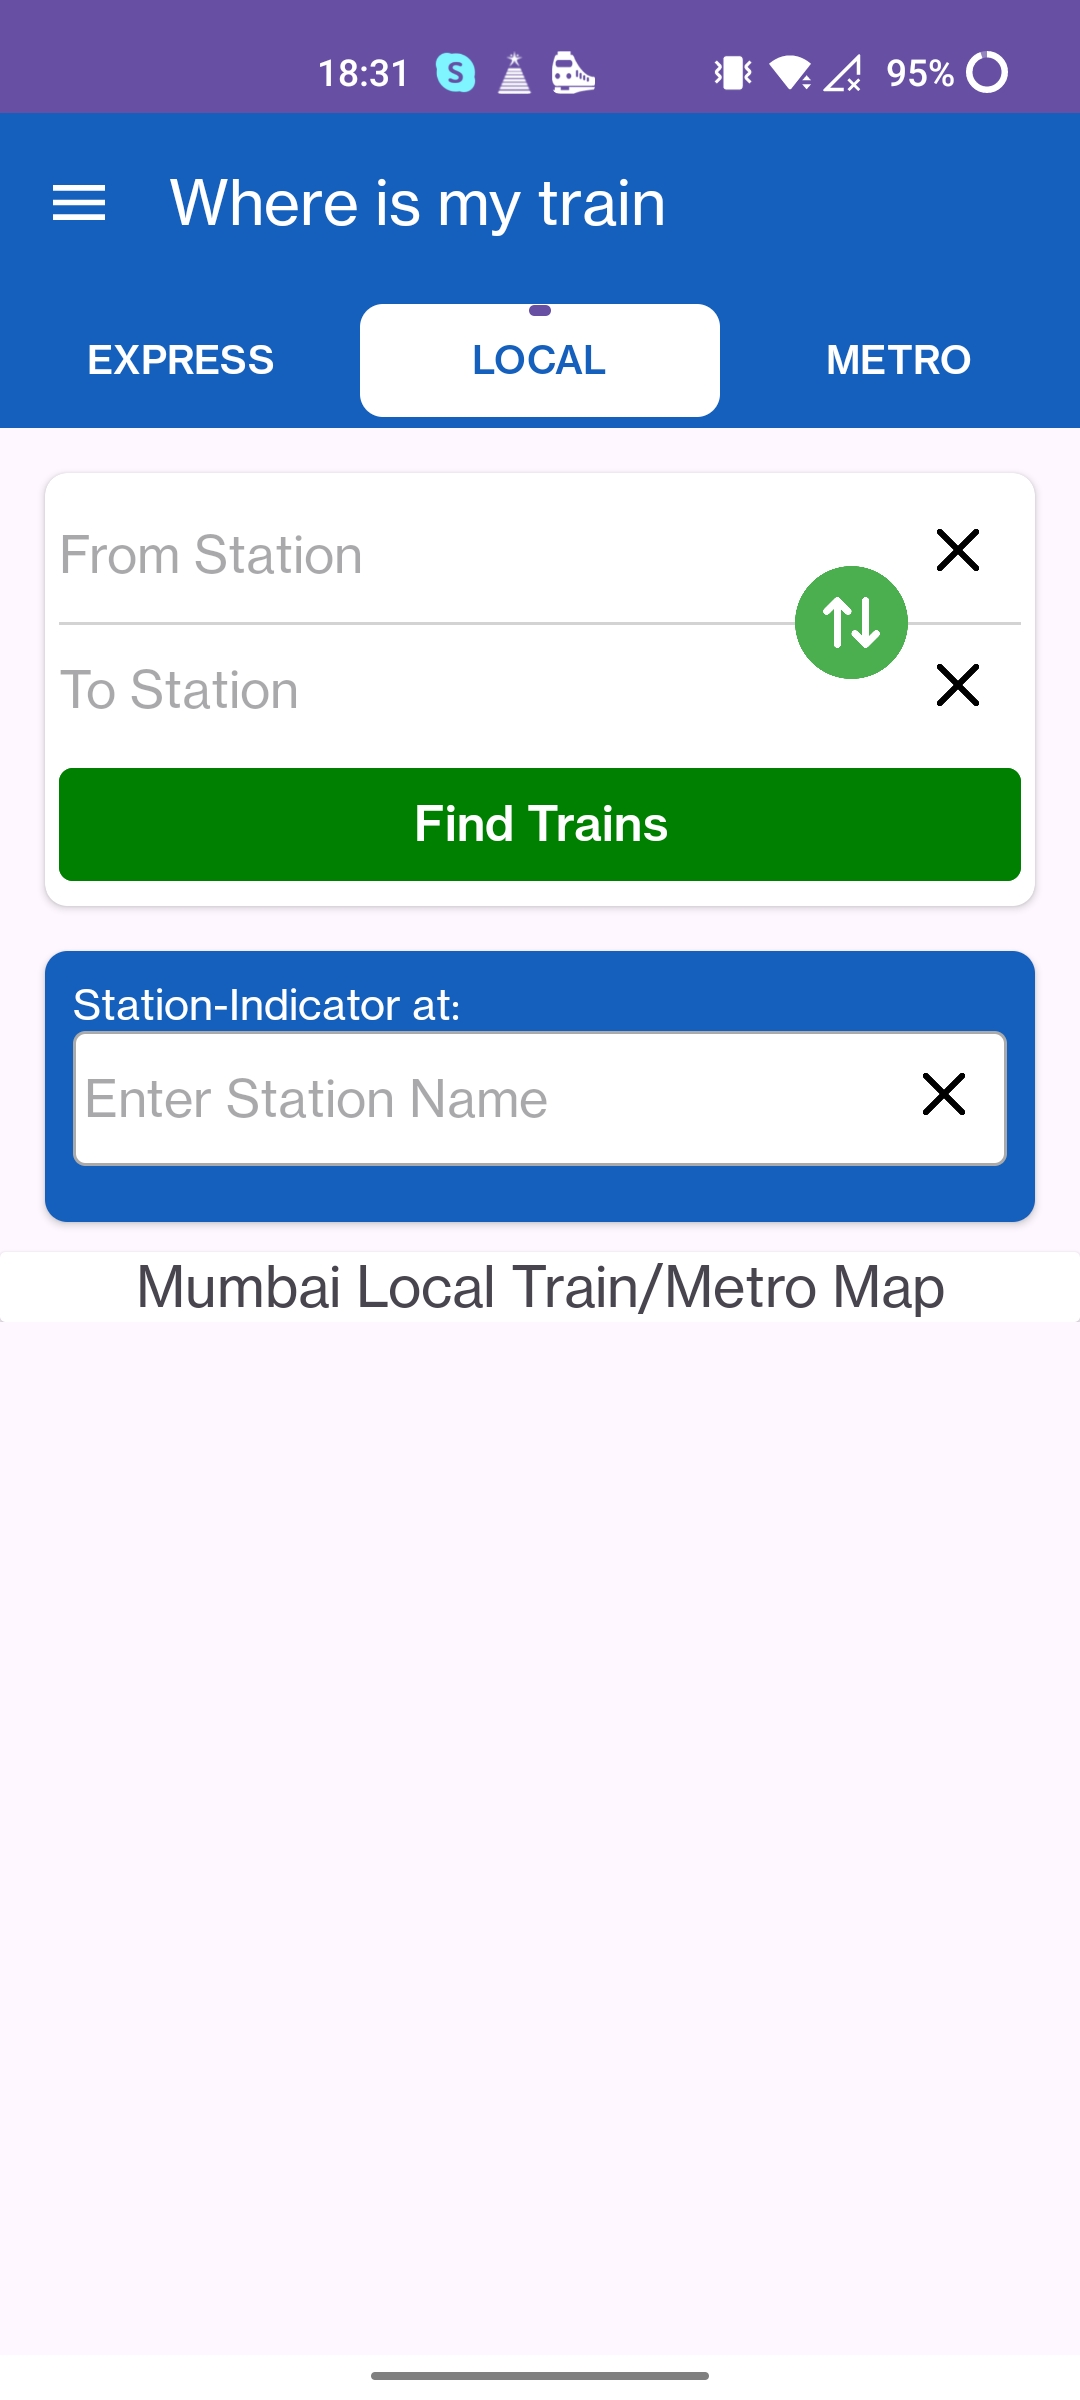 18:31 S 95%
Where is my train
EXPRESS LOCAL METRO
From Station
To Station
Find Trains
Station-Indicator at:
Enter Station Name
Mumbai Local Train/Metro Map